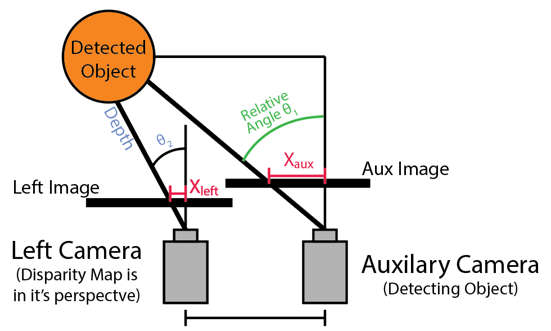 Detected
Object
Depth
θ2
Relative
Angle θ1
Xaux
Aux Image
Left Image
Xleft
Left Camera
(Disparity Map is
in it's perspectve)
Auxilary Camera
(Detecting Object)